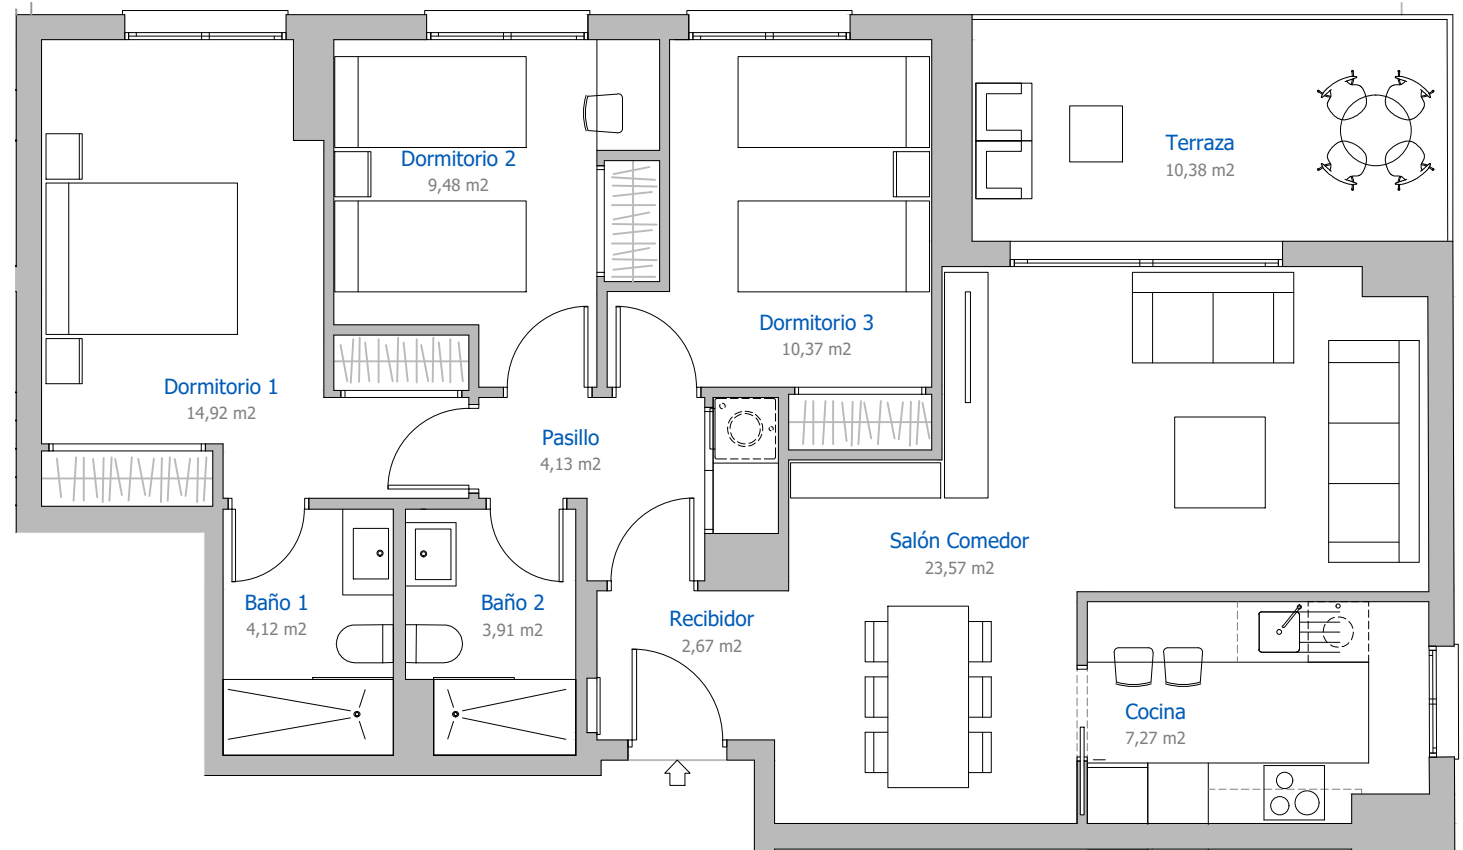 Dormitorio 1
14,92 m2
Dormitorio 2
9,48 m2
Dormitorio 3
10,37 m2
Terraza
10,38 m2
Pasillo
4,13 m2
Salón Comedor
23,57 m2
Baño 1
4,12 m2
Baño 2
3,91 m2
Recibidor
2,67 m2
Cocina
7,27 m2